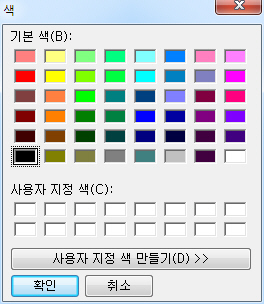 색
기본 색(B):
사용자 지정 색(C):
사용자 지정 색 만들기(D) >>
확인
취소